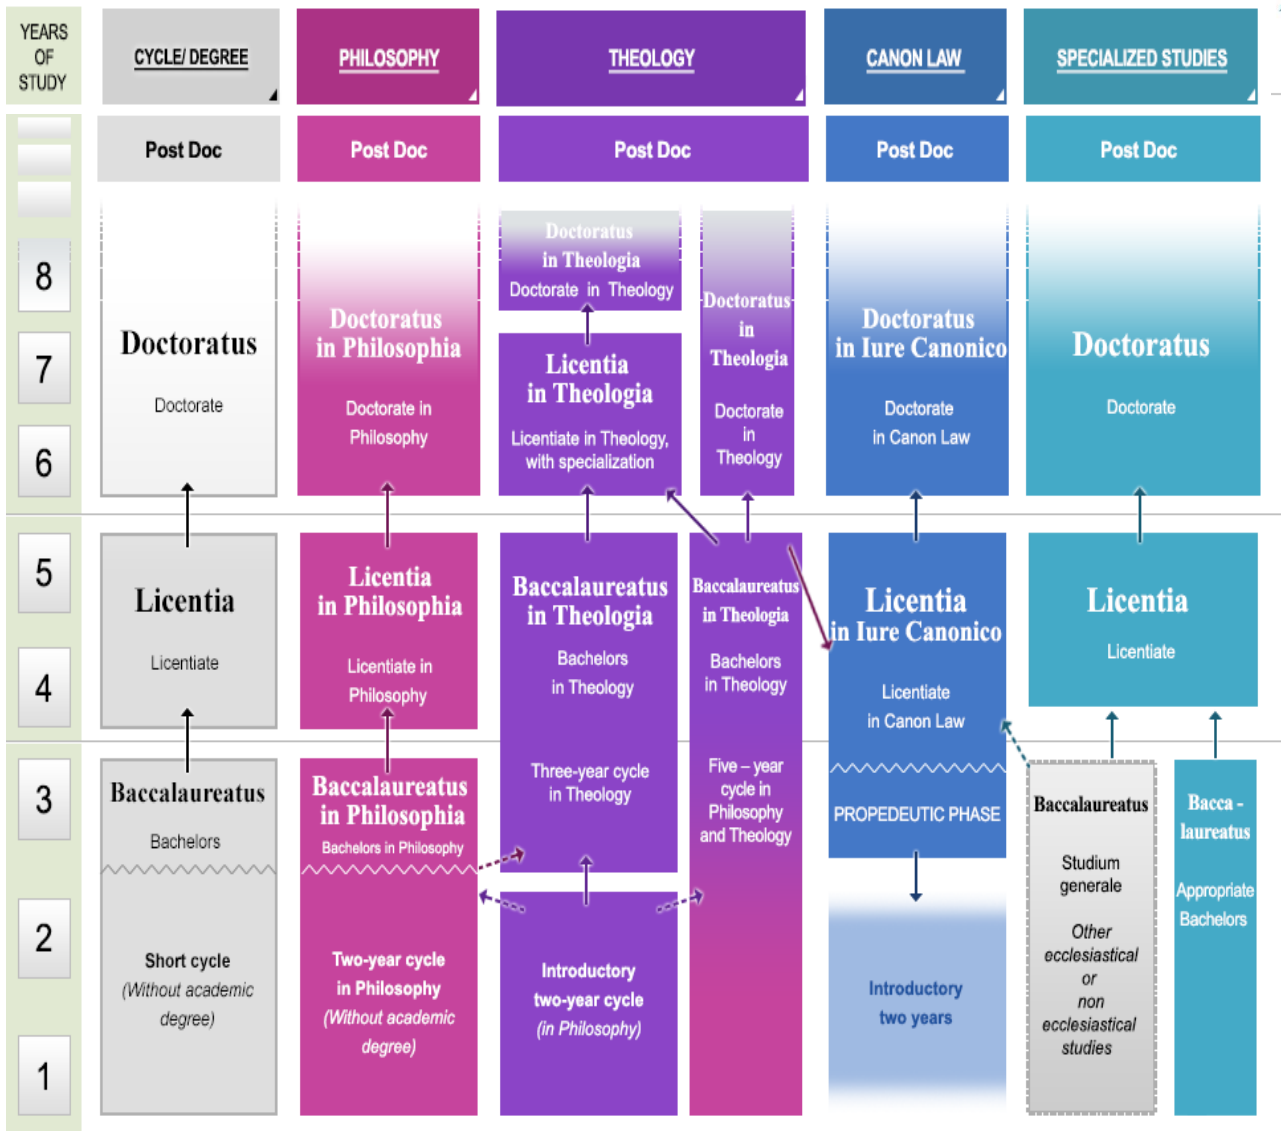 YEARS
OF
STUDY
CYCLE/ DEGREE
PHILOSOPHY
THEOLOGY
CANON LAW
SPECIALIZED STUDIES
Post Doc
Post Doc
Post Doc
Post Doc
Post Doc
8
7
6
5
4
3
2
1
Doctoratus
Doctorate
Licentia
Licentiate
Baccalaureatus
Bachelors
Short cycle
(Without academic
degree)
Doctoratus
in Philosophia
Doctorate in
Philosophy
Licentia
in Philosophia
Licentiate in
Philosophy
Baccalaureatus
in Philosophia
Bachelors in Philosophy
Two-year cycle
in Philosophy
(Without academic
degree)
Doctoratus
in Theologia
Doctorate in Theology
Licentia
in Theologia
Licentiate in Theology,
with specialization
Baccalaureatus
in Theologia
Bachelors
in Theology
Three-year cycle
in Theology
Introductory
two-year cycle
(in Philosophy)
Doctoratus
in
Theologia
Doctorate
in
Theology
Baccalaureatus
in Theologia
Bachelors
in Theology
Five – year
cycle in
Philosophy
and Theology
Doctoratus
in Iure Canonico
Doctorate
in Canon Law
Licentia
in Iure Canonico
Licentiate
in Canon Law
PROPEDEUTIC PHASE
Introductory
two years
Doctoratus
Doctorate
Licentia
Licentiate
Baccalaureatus
Studium
generale
Other
ecclesiastical
or
non
ecclesiastical
studies
Bacca -
laureatus
Appropriate
Bachelors